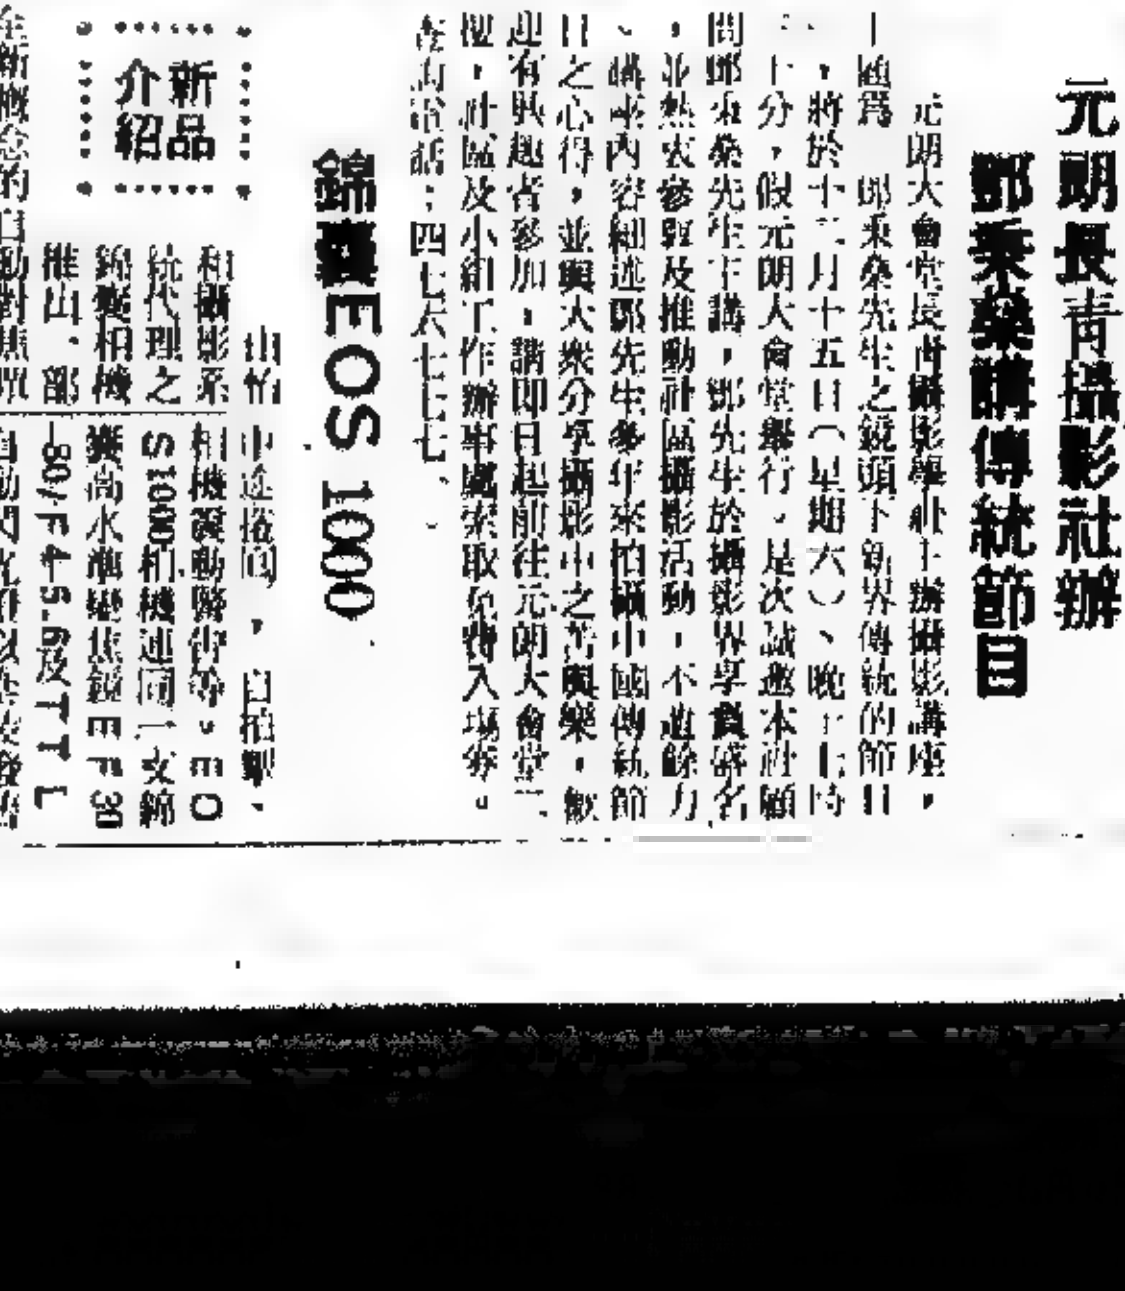 元朗長青攝影社辦
鄧秉燊講傳統節目
元朗大會堂長青攝影學社主辦攝影講座，
題為　鄧秉燊先生之鏡頭下新界傳統的節日
，將於十二月十五日（星期六）、晚上七時
三十分，假元朗大會堂舉行。是次誠邀本社顧
問鄧秉燊先生主講，鄧先生於攝影界享負盛名
，並熱衷參與及推動社區攝影活動，不遺餘力
、講座內容細述鄧先生多年來拍攝中國傳統節
日之心得，並與大眾分享攝影中之苦與樂，歡
迎有興趣者參加，請即日起前往元朗大會堂二
樓，社區及小組工作辦事處索取免費入場券。
查詢電話：四七六七七七、
錦囊EOS 1000
新品
介紹
由怡
和攝影系
統代理之
錦囊相機
推出、部
中途捲回，自拍掣、
相機震動警告等。EO
S1000相機連同一支錦
囊高水準變焦鏡EF 30
-80/F4-5.6及TTL